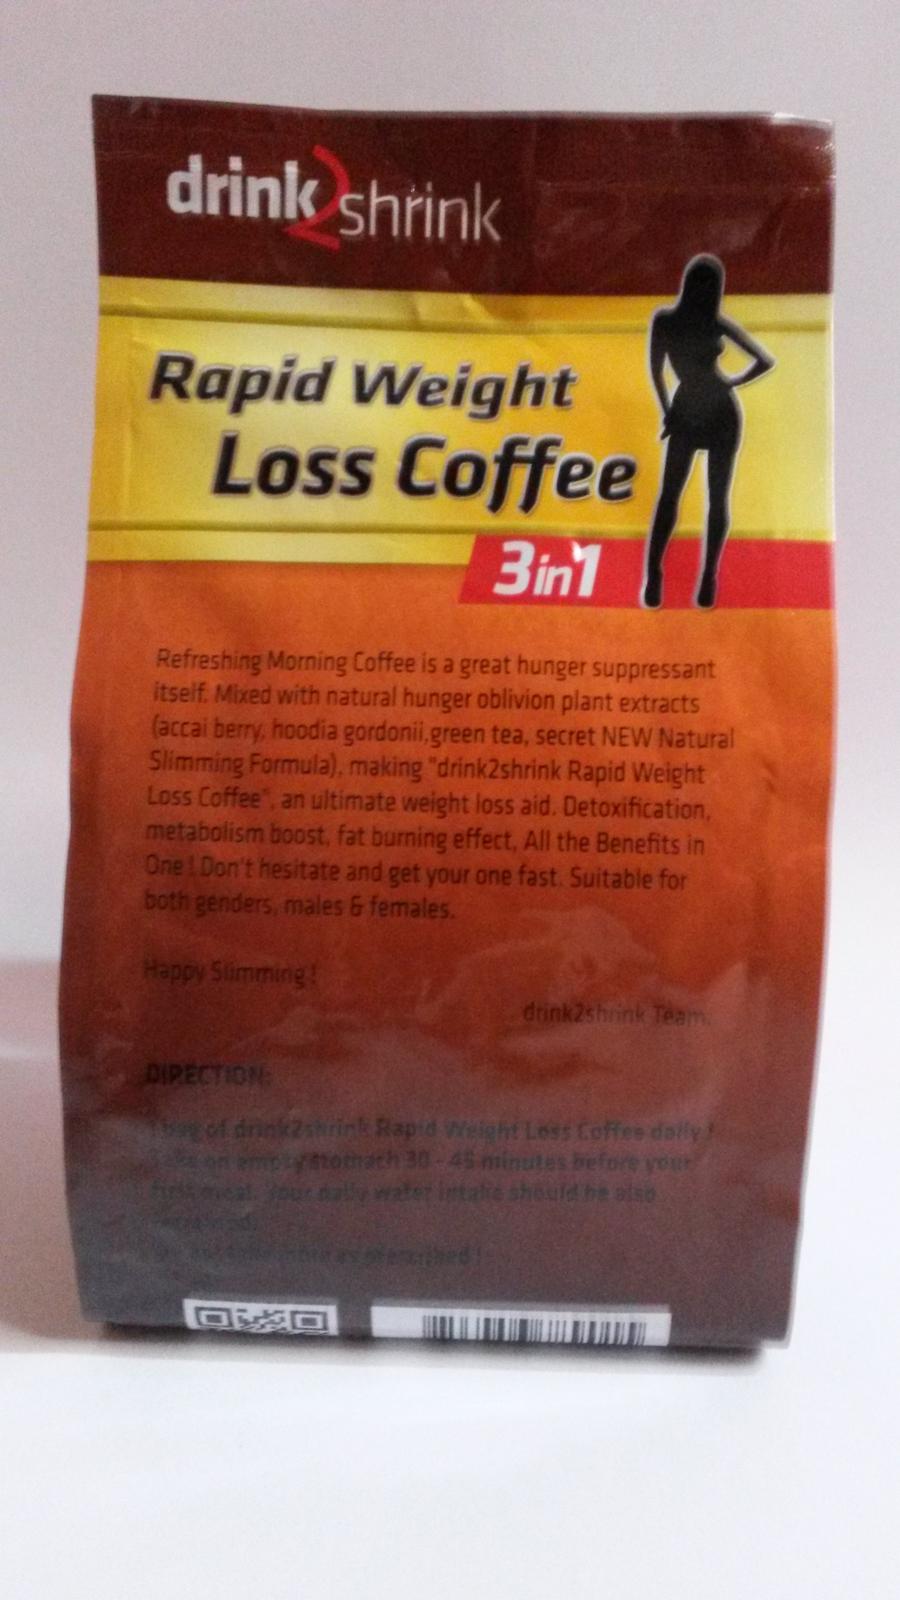 drink2shrink
Rapid Weight
Loss Coffee
3in1
Refreshing Morning Coffee is a great hunger suppressant
itself. Mixed with natural hunger oblivion plant extracts
(accai berry, hoodia gordonii,green tea, secret NEW Natural
Slimming Formula), making "drink2shrink Rapid Weight
Loss Coffee", an ultimate weight loss aid. Detoxification,
metabolism boost, fat burning effect, All the Benefits in
One ! Don't hesitate and get your one fast. Suitable for
both genders, males & females.
Happy Slimming !
drink2shrink Team.
DIRECTION:
1 bag of drink2shrink Rapid Weight Loss Coffee daily !
Take on empty stomach 30 - 45 minutes before your
first meal. Your daily water intake should be also
more as prescribed !